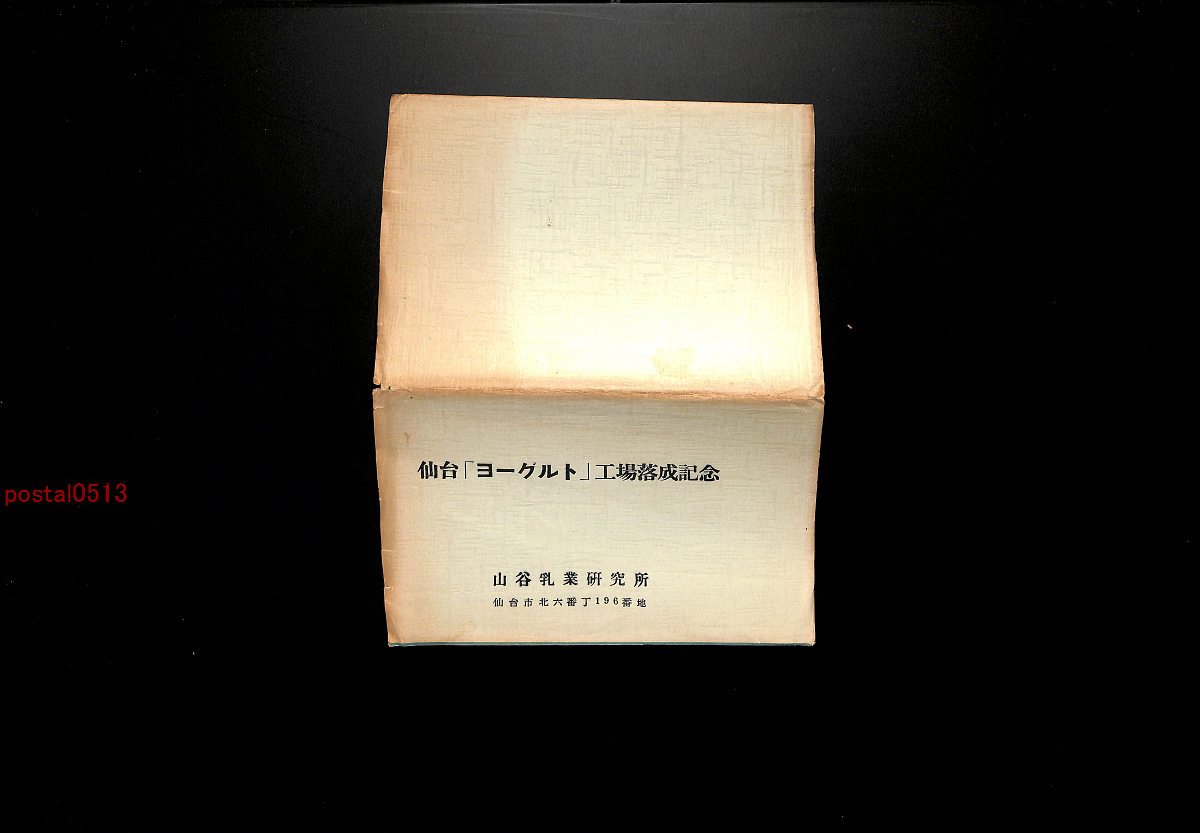 仙台「ヨーグルト」工場落成記念
山谷乳業研究所
仙台市北六番丁196番地
postal0513